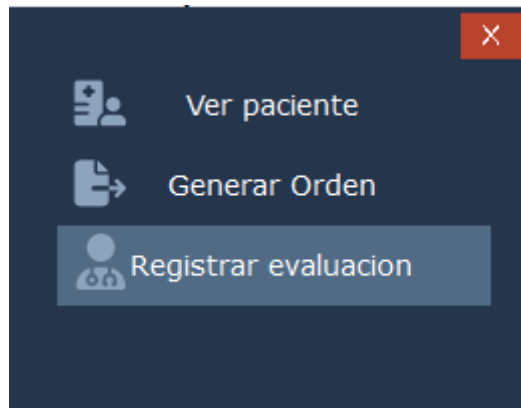 X
Ver paciente
Generar Orden
Registrar evaluacion